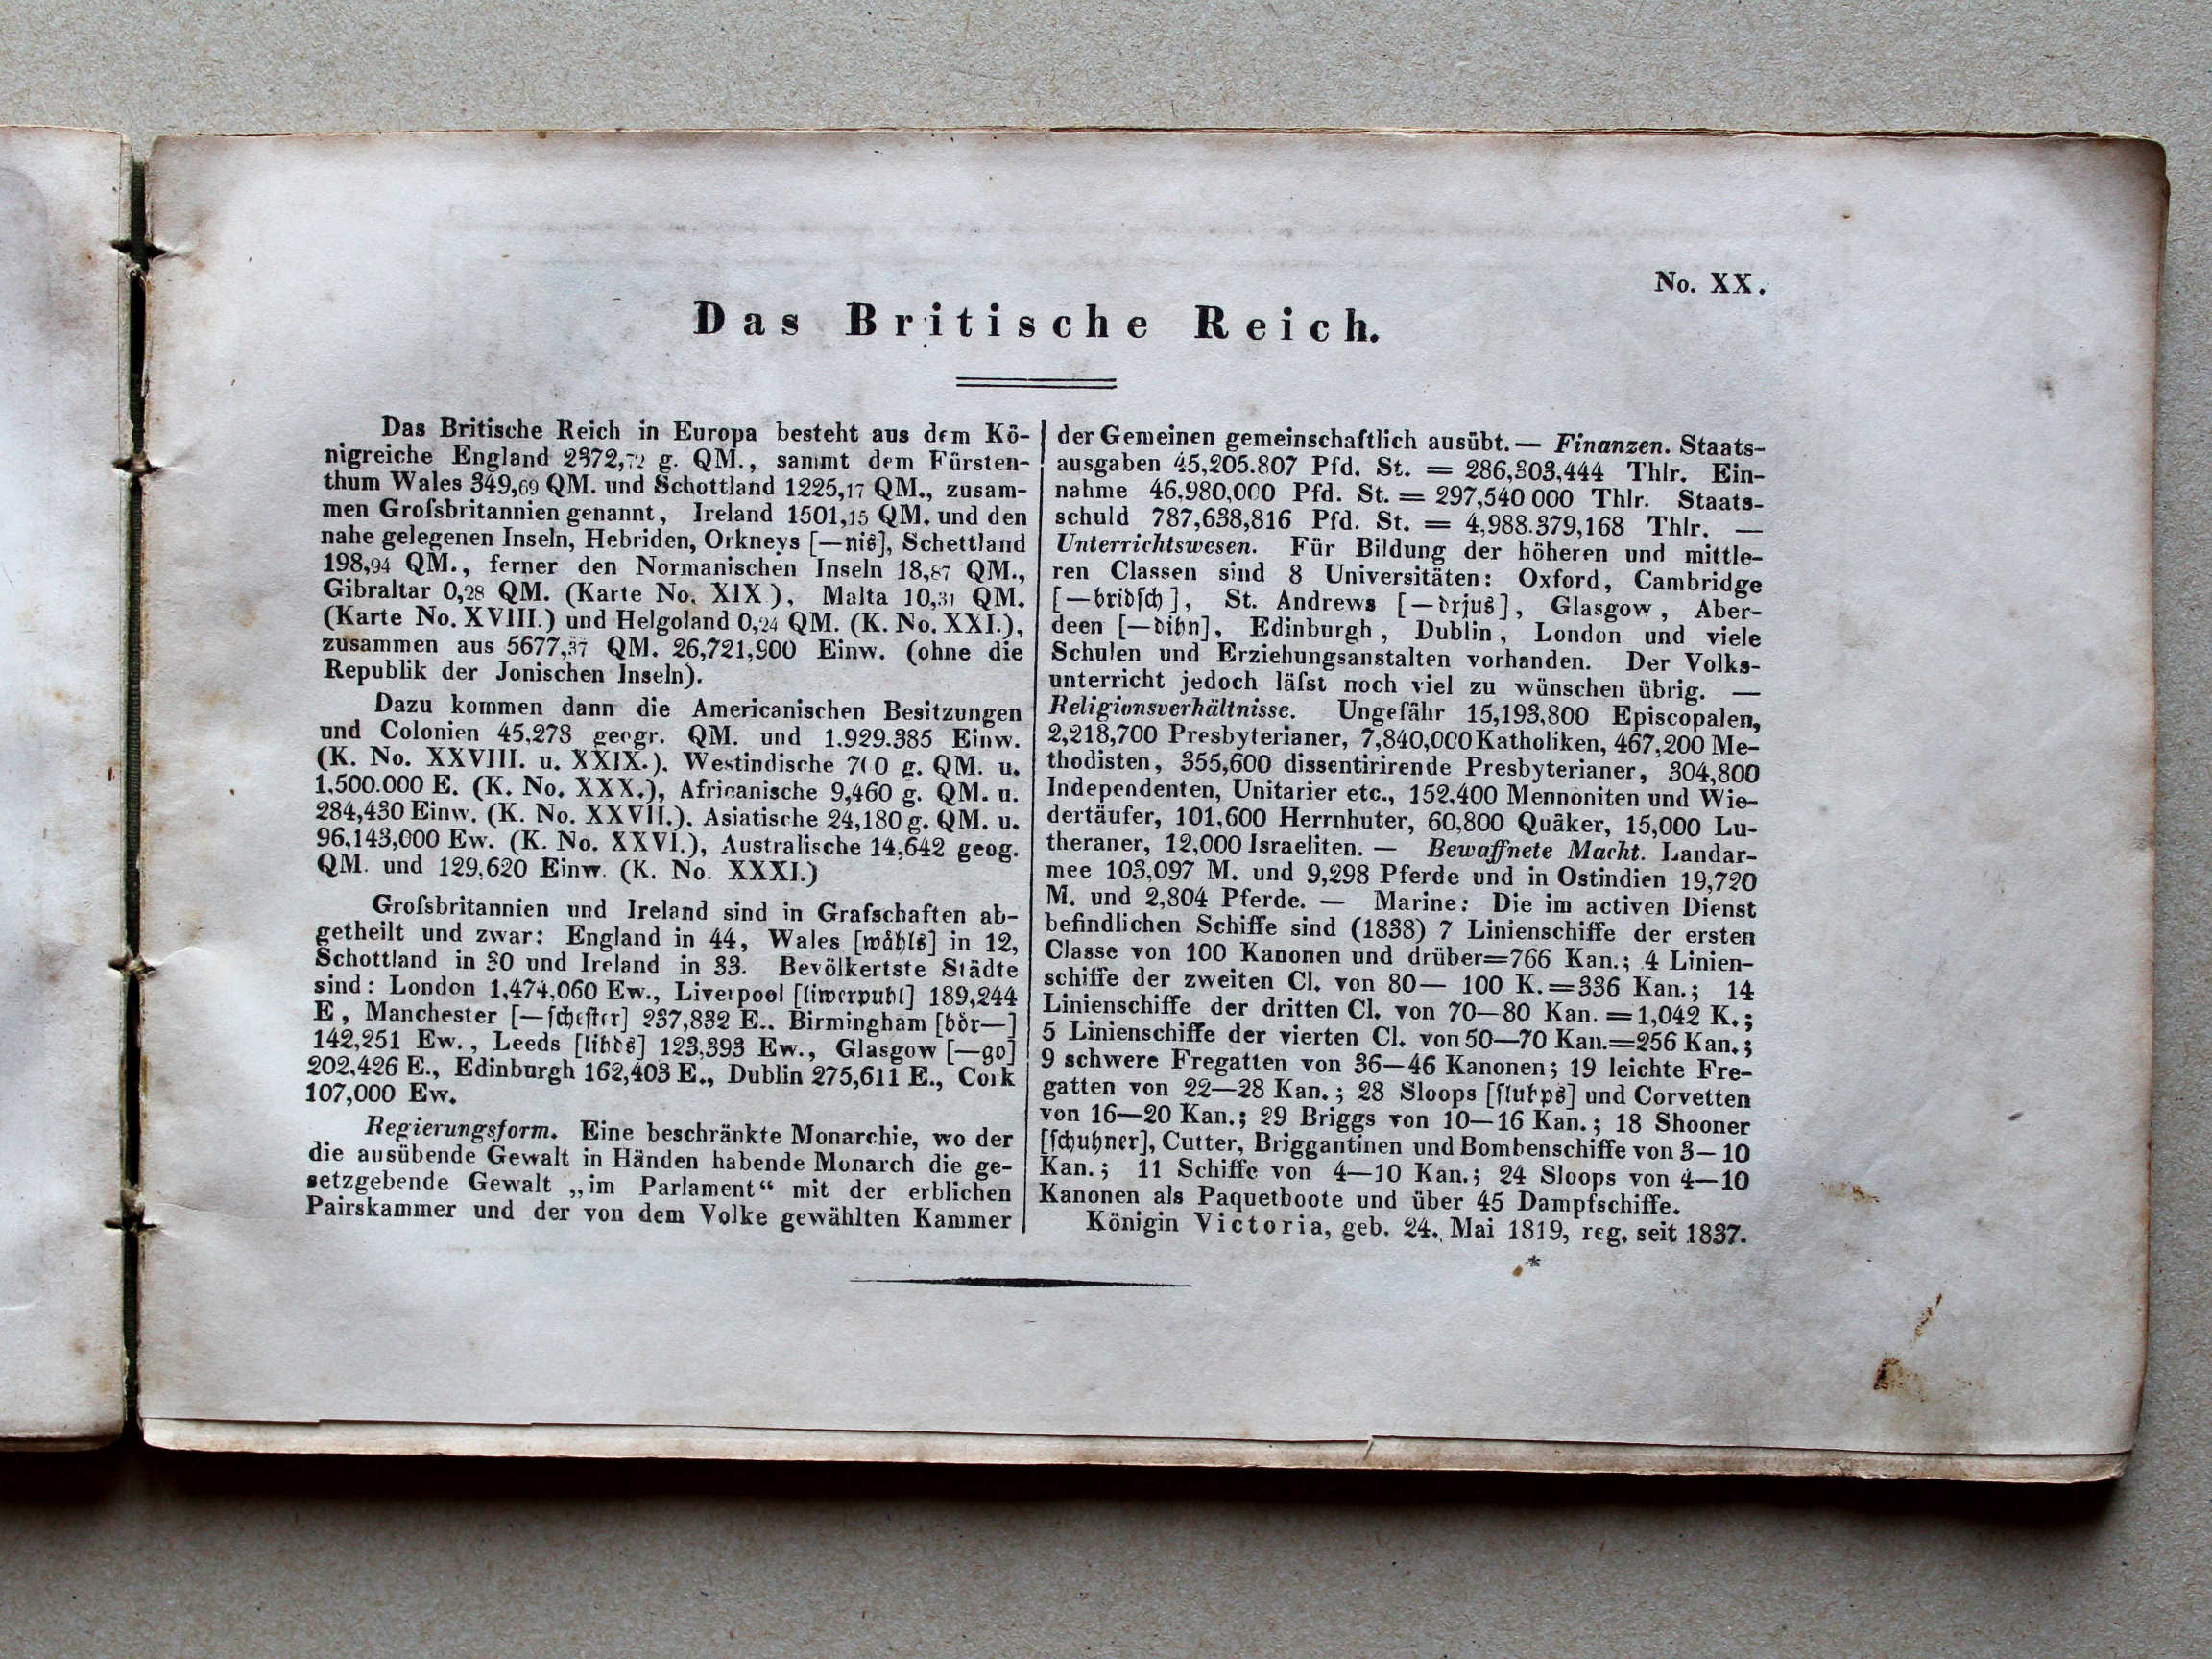 No. XX.
Das Britische Reich.
Das Britische Reich in Europa besteht aus dem Kö-
nigreiche England 2372,72 g. QM., sammt dem Fürsten-
thum Wales 349,69 QM. und Schottland 1225,17 QM., zusam-
men Groſsbritannien genannt, Ireland 1501,15 QM. und den
nahe gelegenen Inseln, Hebriden, Orkneys [—nis], Schettland
198,94 QM., ferner den Normanischen Inseln 18,87 QM.,
Gibraltar 0,28 QM. (Karte No. XIX), Malta 10,31 QM.
(Karte No. XVIII.) und Helgoland 0,24 QM. (K. No. XXI.),
zusammen aus 5677,37 QM. 26,721,900 Einw. (ohne die
Republik der Jonischen Inseln).
Dazu kommen dann die Americanischen Besitzungen
und Colonien 45,278 geogr. QM. und 1.929.385 Einw.
(K. No. XXVIII. u. XXIX.). Westindische 700 g. QM. u.
1.500.000 E. (K. No. XXX.), Africanische 9,460 g. QM. u.
284,430 Einw. (K. No. XXVII.). Asiatische 24,180 g. QM. u.
96,143,000 Ew. (K. No. XXVI.), Australische 14,642 geog.
QM. und 129,620 Einw. (K. No. XXXI.)
Groſsbritannien und Ireland sind in Grafschaften ab-
getheilt und zwar: England in 44, Wales [wåhls] in 12,
Schottland in 30 und Ireland in 33. Bevölkertste Städte
sind: London 1,474,060 Ew., Liverpool [liwerpuhl] 189,244
E, Manchester [—ſcheſter] 237,832 E.. Birmingham [bör—]
142,251 Ew., Leeds [lihds] 123,393 Ew., Glasgow [—go]
202,426 E., Edinburgh 162,403 E., Dublin 275,611 E., Cork
107,000 Ew.
Regierungsform. Eine beschränkte Monarchie, wo der
die ausübende Gewalt in Händen habende Monarch die ge-
setzgebende Gewalt „im Parlament“ mit der erblichen
Pairskammer und der von dem Volke gewählten Kammer
der Gemeinen gemeinschaftlich ausübt.— Finanzen. Staats-
ausgaben 45,205.807 Pfd. St. = 286,303,444 Thlr. Ein-
nahme 46,980,000 Pfd. St. = 297,540 000 Thlr. Staats-
schuld 787,638,816 Pfd. St. = 4,988.379,168 Thlr. —
Unterrichtswesen. Für Bildung der höheren und mittle-
ren Classen sind 8 Universitäten: Oxford, Cambridge
[—bridſch], St. Andrews [—drjus], Glasgow, Aber-
deen [—dihn], Edinburgh, Dublin, London und viele
Schulen und Erziehungsanstalten vorhanden. Der Volks-
unterricht jedoch läſst noch viel zu wünschen übrig. —
Religionsverhältnisse. Ungefähr 15,193,800 Episcopalen,
2,218,700 Presbyterianer, 7,840,000 Katholiken, 467,200 Me-
thodisten, 355,600 dissentirirende Presbyterianer, 304,800
Independenten, Unitarier etc., 152.400 Mennoniten und Wie-
dertäufer, 101,600 Herrnhuter, 60,800 Quäker, 15,000 Lu-
theraner, 12,000 Israeliten. — Bewaffnete Macht. Landar-
mee 103,097 M. und 9,298 Pferde und in Ostindien 19,720
M. und 2,804 Pferde. — Marine: Die im activen Dienst
befindlichen Schiffe sind (1838) 7 Linienschiffe der ersten
Classe von 100 Kanonen und drüber=766 Kan.; 4 Linien-
schiffe der zweiten Cl. von 80— 100 K.=336 Kan.; 14
Linienschiffe der dritten Cl. von 70—80 Kan. =1,042 K.;
5 Linienschiffe der vierten Cl. von 50—70 Kan.=256 Kan.;
9 schwere Fregatten von 36—46 Kanonen; 19 leichte Fre-
gatten von 22—28 Kan.; 28 Sloops [ſluhps] und Corvetten
von 16—20 Kan.; 29 Briggs von 10—16 Kan.; 18 Shooner
[ſchuhner], Cutter, Briggantinen und Bombenschiffe von 3—10
Kan.; 11 Schiffe von 4—10 Kan.; 24 Sloops von 4—10
Kanonen als Paquetboote und über 45 Dampfschiffe.
Königin Victoria, geb. 24. Mai 1819, reg. seit 1837.
*